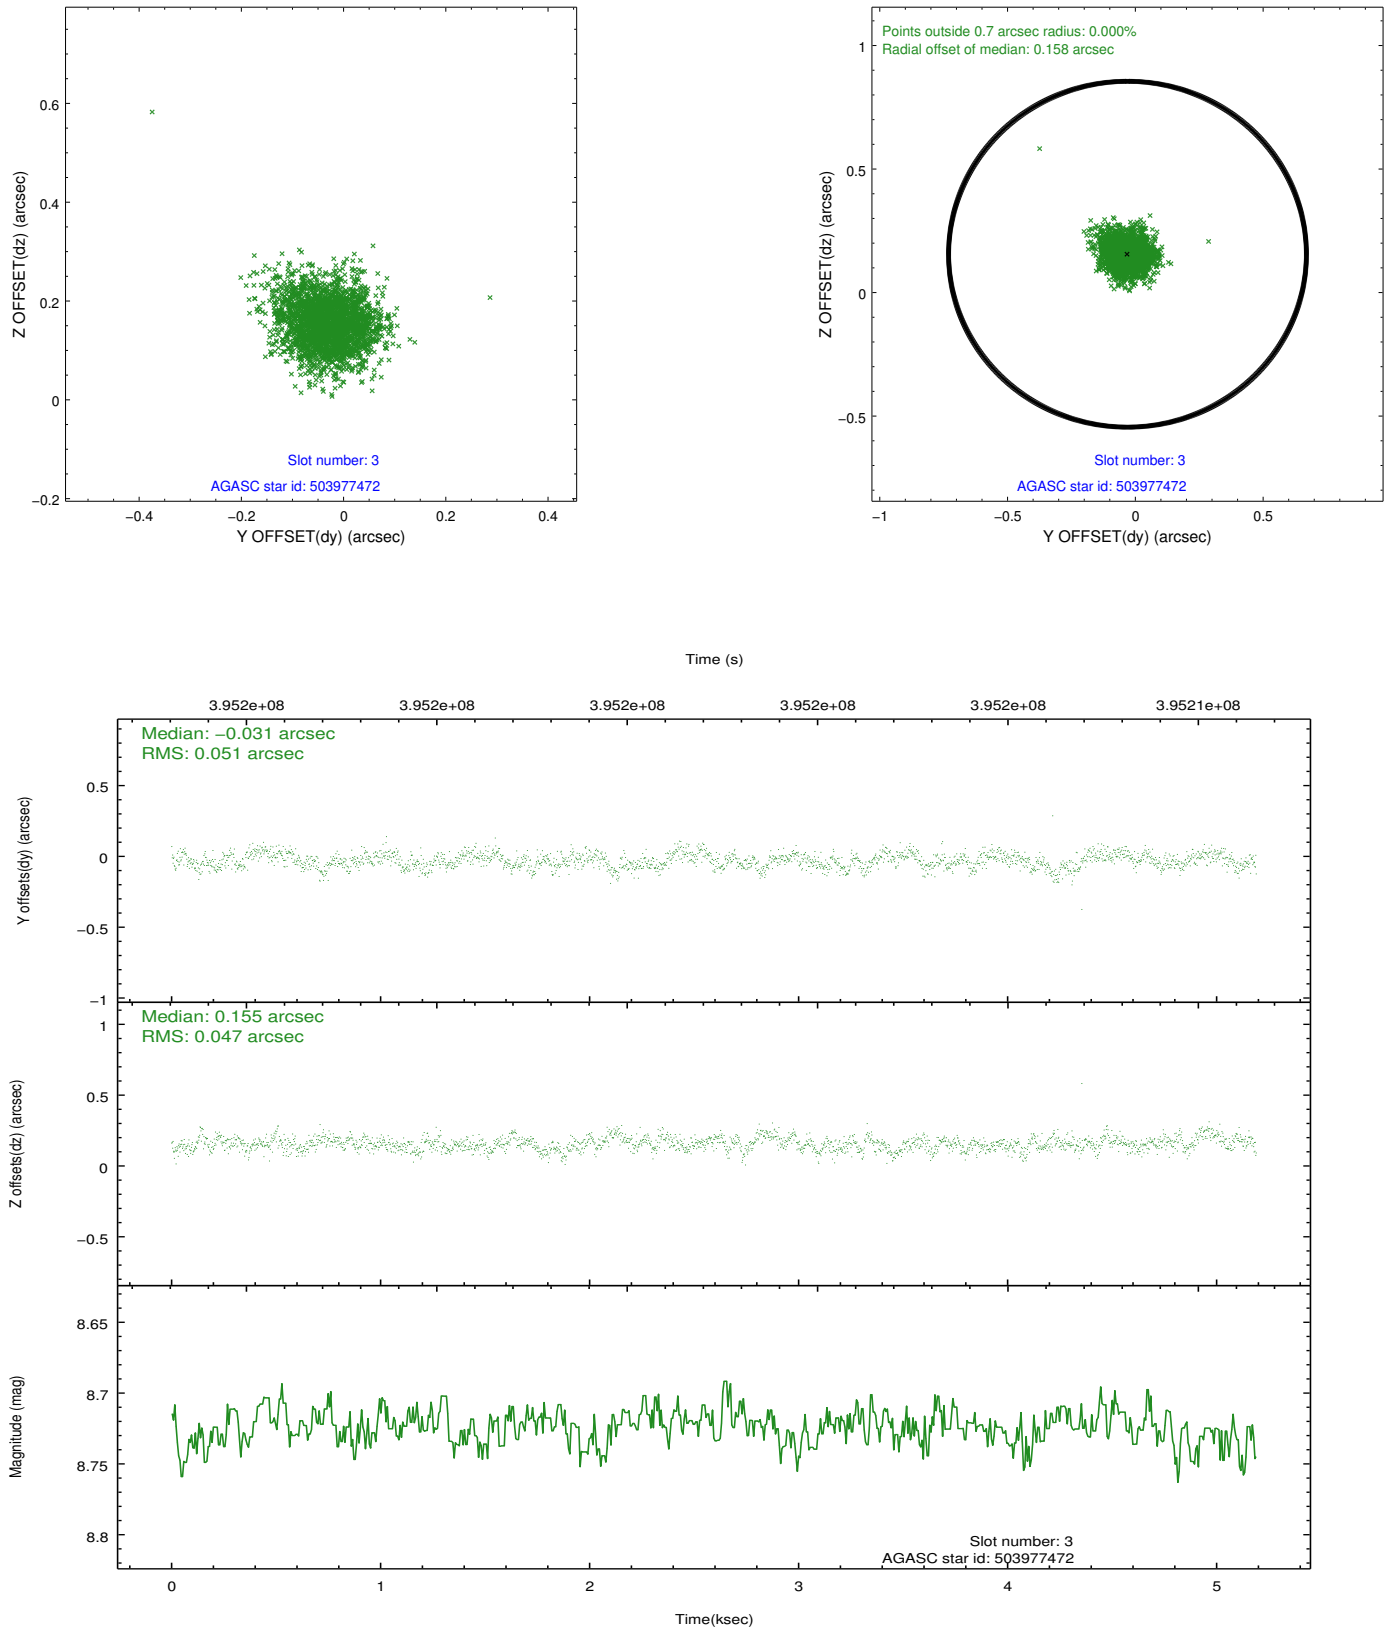 0.6
0.4
0.2
0
−0.2
Z OFFSET(dz) (arcsec)
Slot number: 3
AGASC star id: 503977472
−0.4
−0.2
0
0.2
0.4
Y OFFSET(dy) (arcsec)
Points outside 0.7 arcsec radius: 0.000%
Radial offset of median: 0.158 arcsec
1
0.5
0
−0.5
Z OFFSET(dz) (arcsec)
Slot number: 3
AGASC star id: 503977472
−1
−0.5
0
0.5
Y OFFSET(dy) (arcsec)
Time (s)
3.952e+08
3.952e+08
3.952e+08
3.952e+08
3.952e+08
3.9521e+08
Median: −0.031 arcsec
RMS: 0.051 arcsec
0.5
0
−0.5
−1
Y offsets(dy) (arcsec)
Median: 0.155 arcsec
RMS: 0.047 arcsec
1
0.5
0
−0.5
Z offsets(dz) (arcsec)
8.65
8.7
8.75
8.8
Magnitude (mag)
Slot number: 3
AGASC star id: 503977472
0
1
2
3
4
5
Time(ksec)